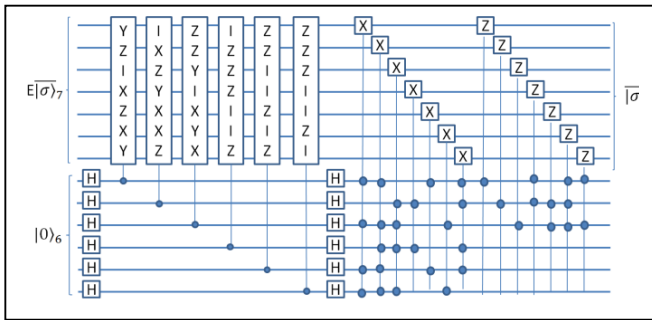 Y I Z I Z Z X Z
Z X Z Z Z Z X Z
I Z Y Z I Z X Z
E|σ⟩₇ X Y I Z Z I X Z |σ
Z X X I I I X Z
X X Y I Z Z X Z
Y Z X Z I I X Z
H H
H H
|0⟩₆ H H
H H
H H
H H